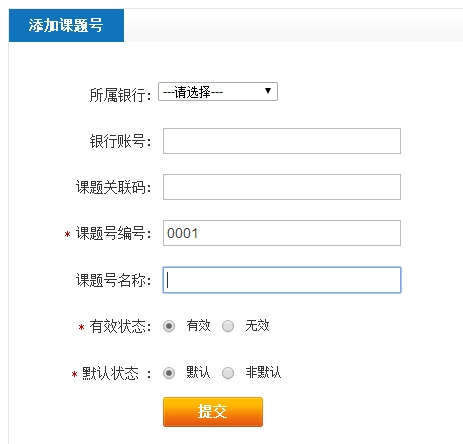 添加课题号
所属银行： ---请选择---
银行账号：
课题关联码：
* 课题号编号： 0001
课题号名称：
* 有效状态： 有效 无效
* 默认状态 ： 默认 非默认
提交